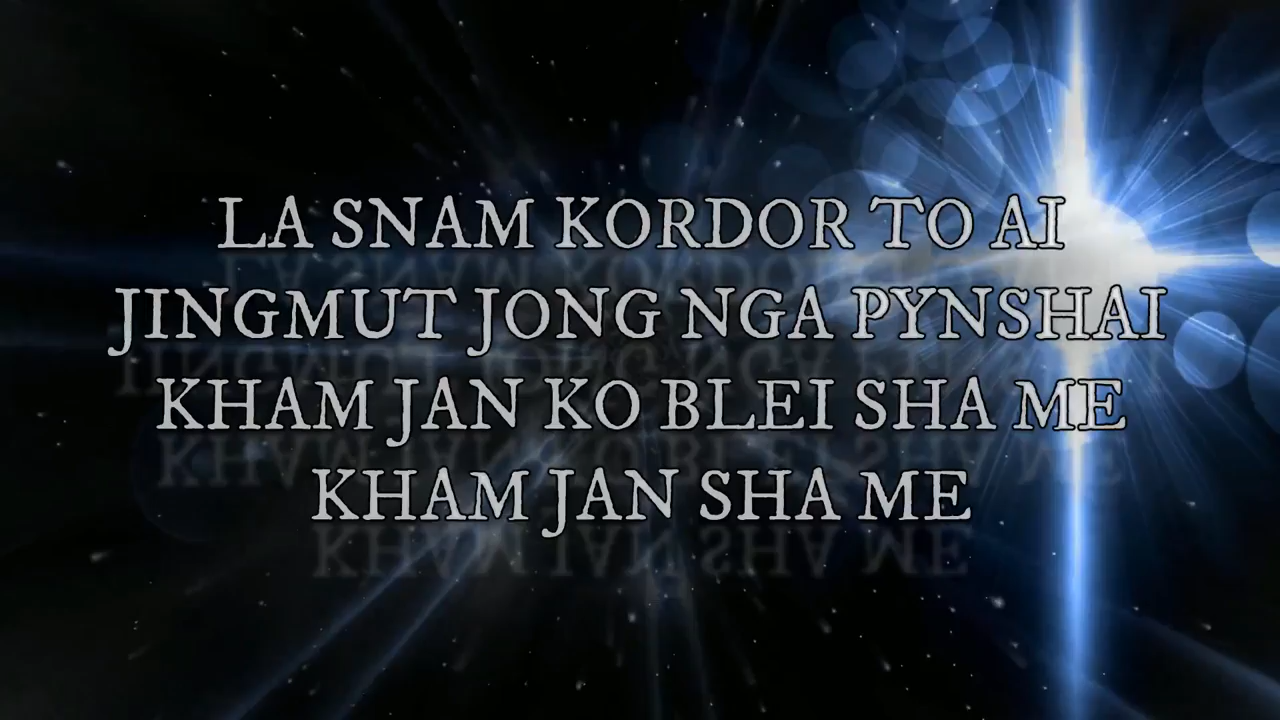 LA SNAM KORDOR TO AI
JINGMUT JONG NGA PYNSHAI
KHAM JAN KO BLEI SHA ME
KHAM JAN SHA ME